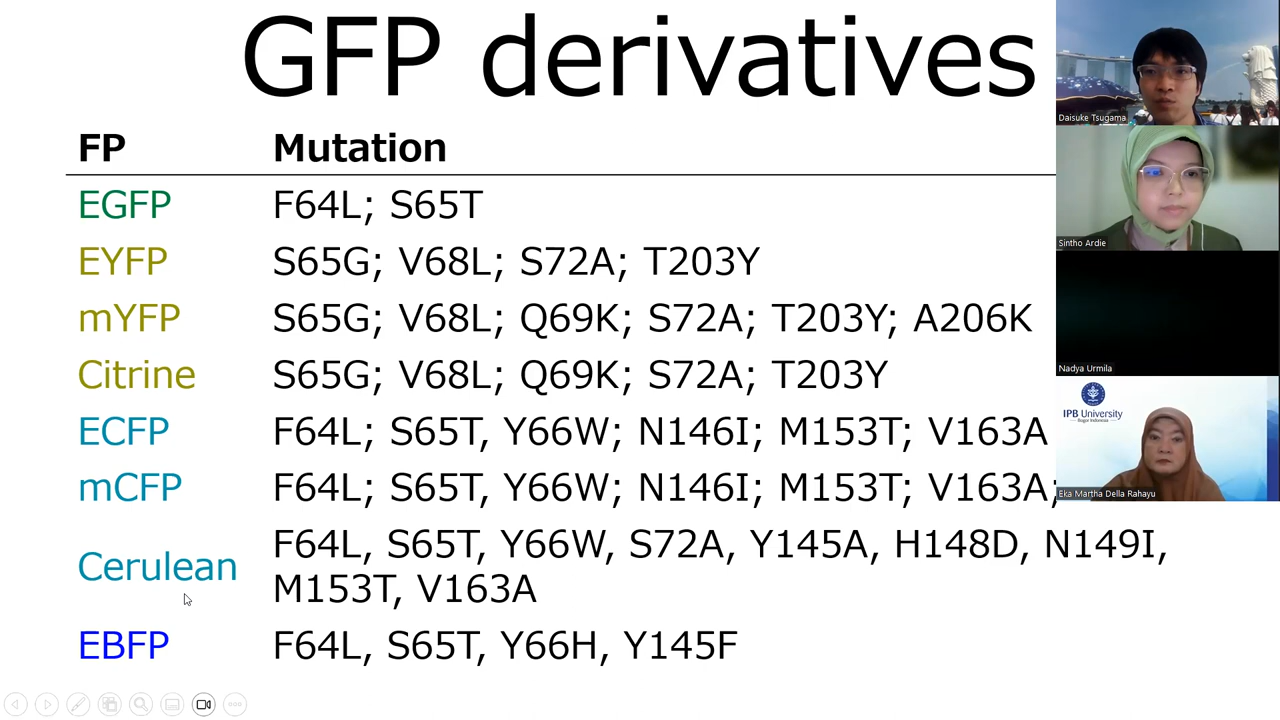 GFP derivatives
FP Mutation
EGFP F64L; S65T
EYFP S65G; V68L; S72A; T203Y
mYFP S65G; V68L; Q69K; S72A; T203Y; A206K
Citrine S65G; V68L; Q69K; S72A; T203Y
ECFP F64L; S65T, Y66W; N146I; M153T; V163A
mCFP F64L; S65T, Y66W; N146I; M153T; V163A;
Cerulean F64L, S65T, Y66W, S72A, Y145A, H148D, N149I,
M153T, V163A
EBFP F64L, S65T, Y66H, Y145F
Daisuke Tsugama
Sintho Ardie
Nadya Urmila
IPB University
Bogor Indonesia
Eka Martha Della Rahayu